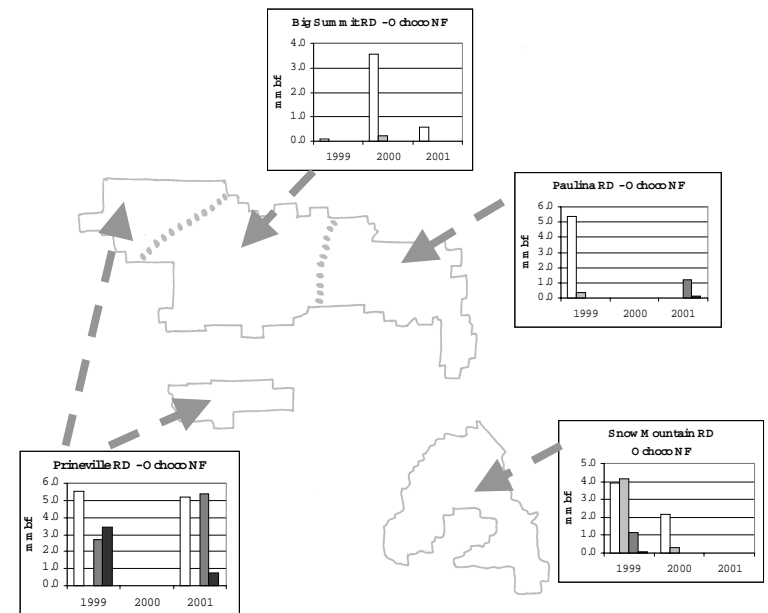 Big Summit RD - Ochoco NF
4.0
3.0
2.0
1.0
0.0
mmbf
1999 2000 2001
Paulina RD - Ochoco NF
6.0
5.0
4.0
3.0
2.0
1.0
0.0
mmbf
1999 2000 2001
Snow Mountain RD
Ochoco NF
5.0
4.0
3.0
2.0
1.0
0.0
mmbf
1999 2000 2001
Prineville RD - Ochoco NF
6.0
5.0
4.0
3.0
2.0
1.0
0.0
mmbf
1999 2000 2001